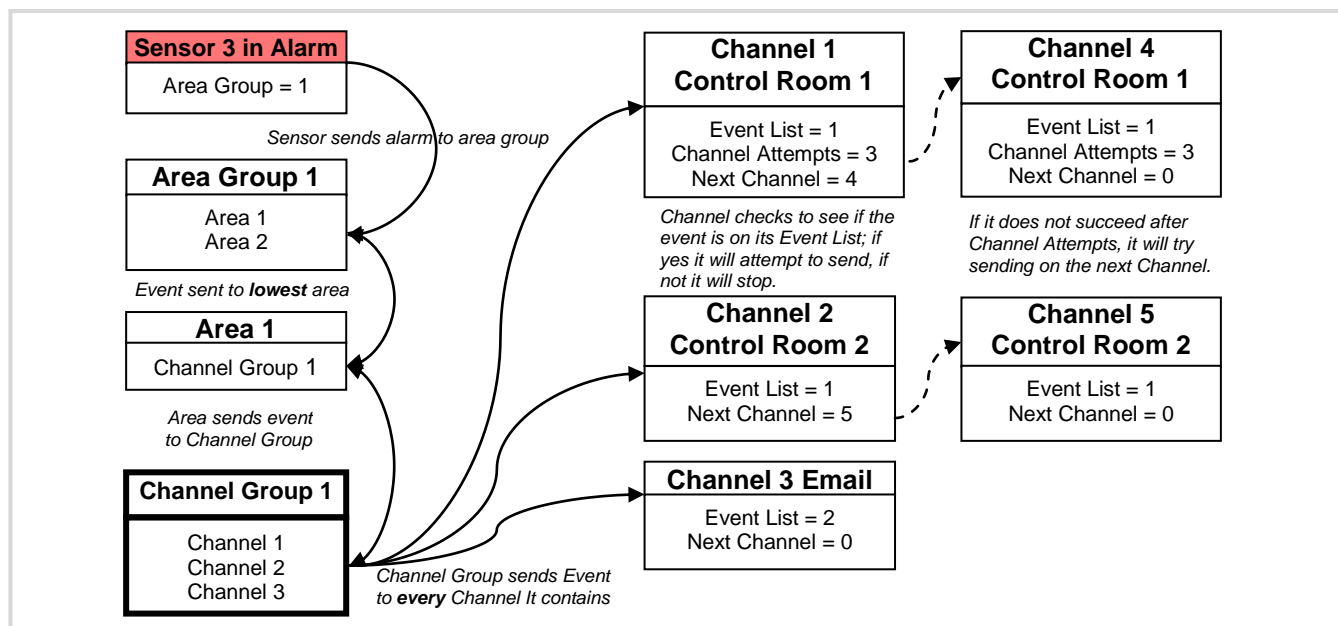 Sensor 3 in Alarm
Area Group = 1
Sensor sends alarm to area group
Area Group 1
Area 1
Area 2
Event sent to lowest area
Area 1
Channel Group 1
Area sends event
to Channel Group
Channel Group 1
Channel 1
Channel 2
Channel 3
Channel Group sends Event
to every Channel It contains
Channel 1
Control Room 1
Event List = 1
Channel Attempts = 3
Next Channel = 4
Channel checks to see if the
event is on its Event List; if
yes it will attempt to send, if
not it will stop.
Channel 4
Control Room 1
Event List = 1
Channel Attempts = 3
Next Channel = 0
If it does not succeed after
Channel Attempts, it will try
sending on the next Channel.
Channel 2
Control Room 2
Event List = 1
Next Channel = 5
Channel 5
Control Room 2
Event List = 1
Next Channel = 0
Channel 3 Email
Event List = 2
Next Channel = 0